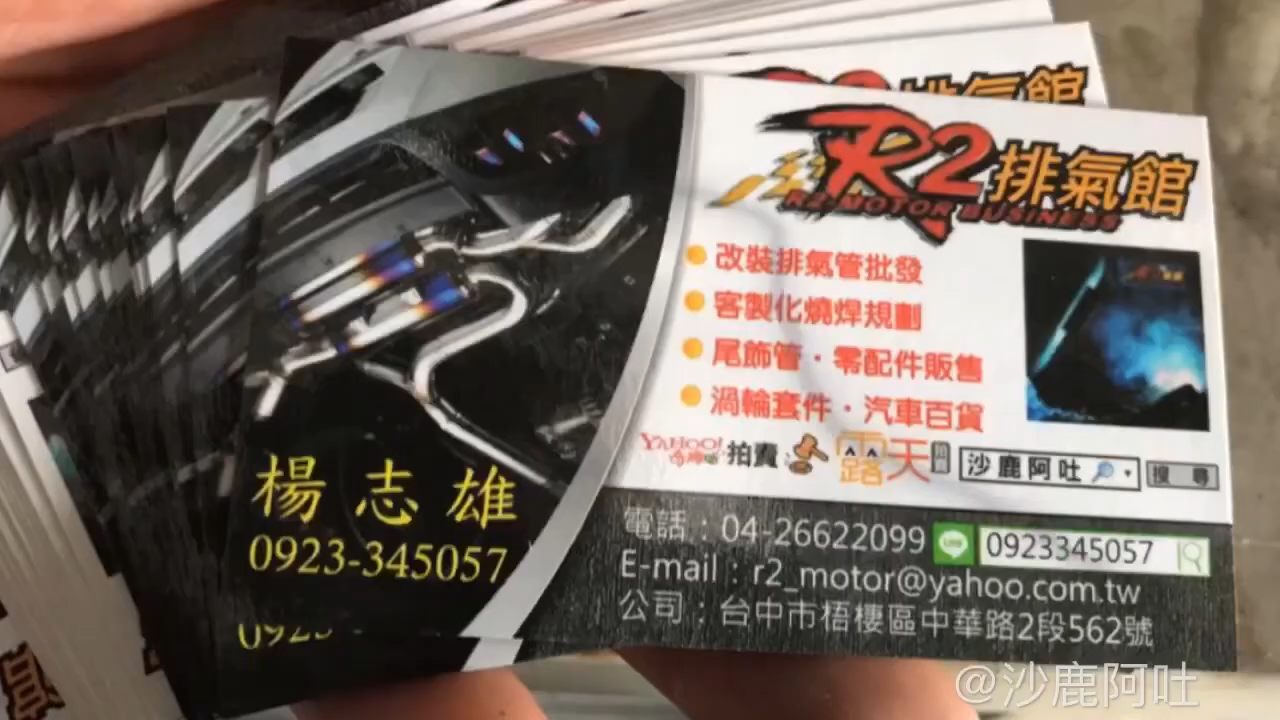 R2排氣館
R2-MOTOR BUSINESS
改裝排氣管批發
客製化燒焊規劃
尾飾管・零配件販售
渦輪套件・汽車百貨
YAHOO!奇摩 拍賣 露天 沙鹿阿吐 搜尋
楊志雄
0923-345057
電話：04-26622099 LINE 0923345057
E-mail：r2_motor@yahoo.com.tw
公司：台中市梧棲區中華路2段562號
@沙鹿阿吐